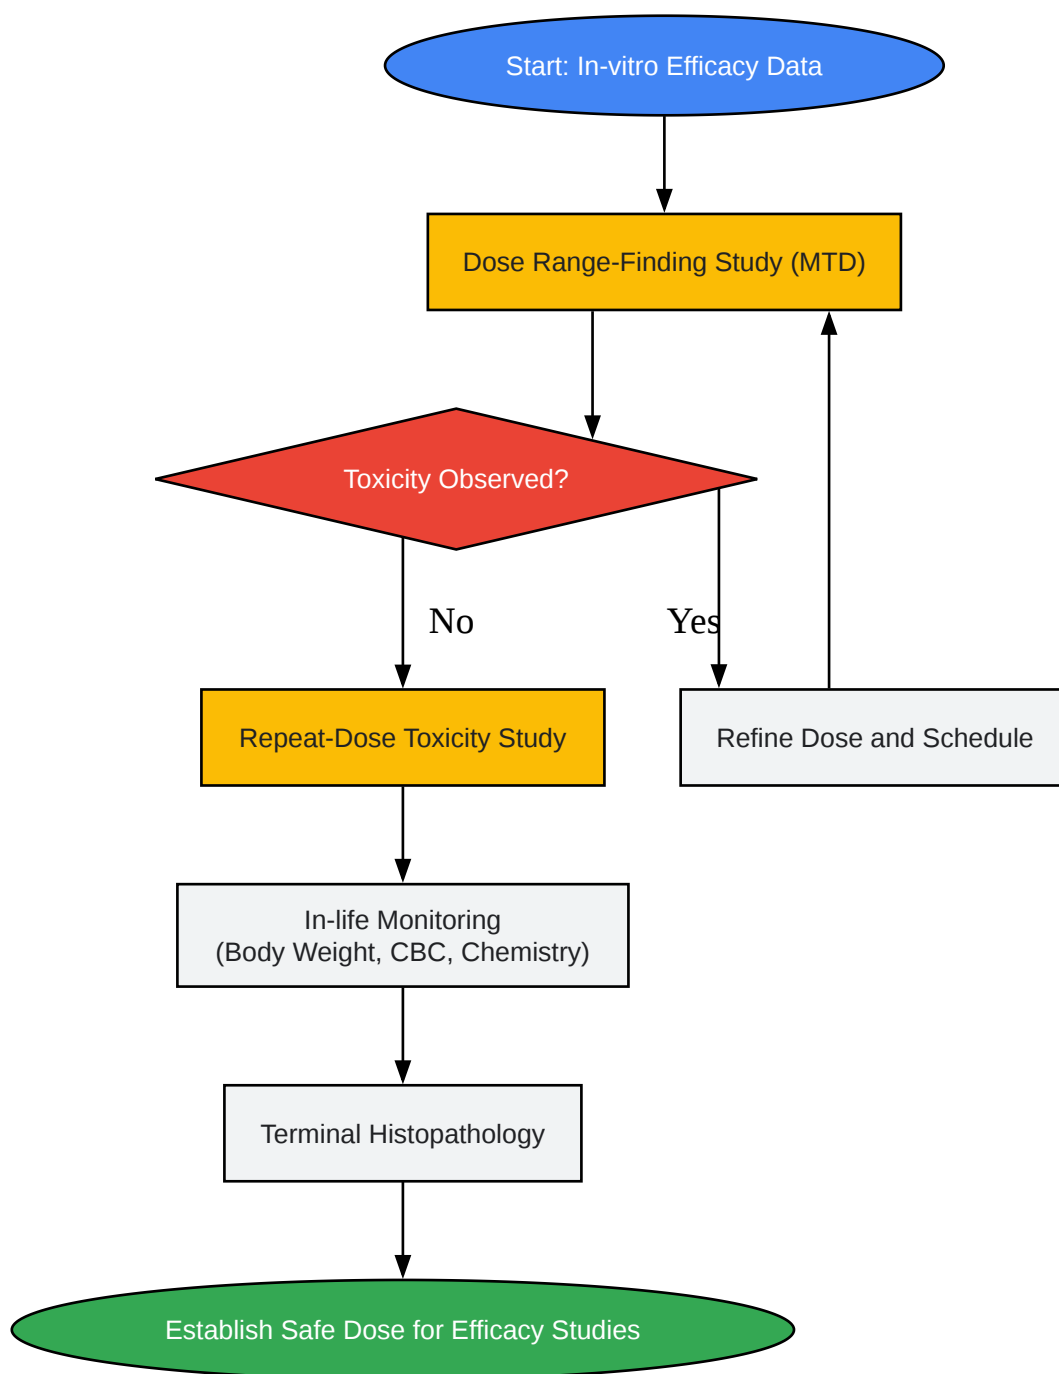 Start: In-vitro Efficacy Data
Dose Range-Finding Study (MTD)
Toxicity Observed?
No
Yes
Repeat-Dose Toxicity Study
Refine Dose and Schedule
In-life Monitoring
(Body Weight, CBC, Chemistry)
Terminal Histopathology
Establish Safe Dose for Efficacy Studies